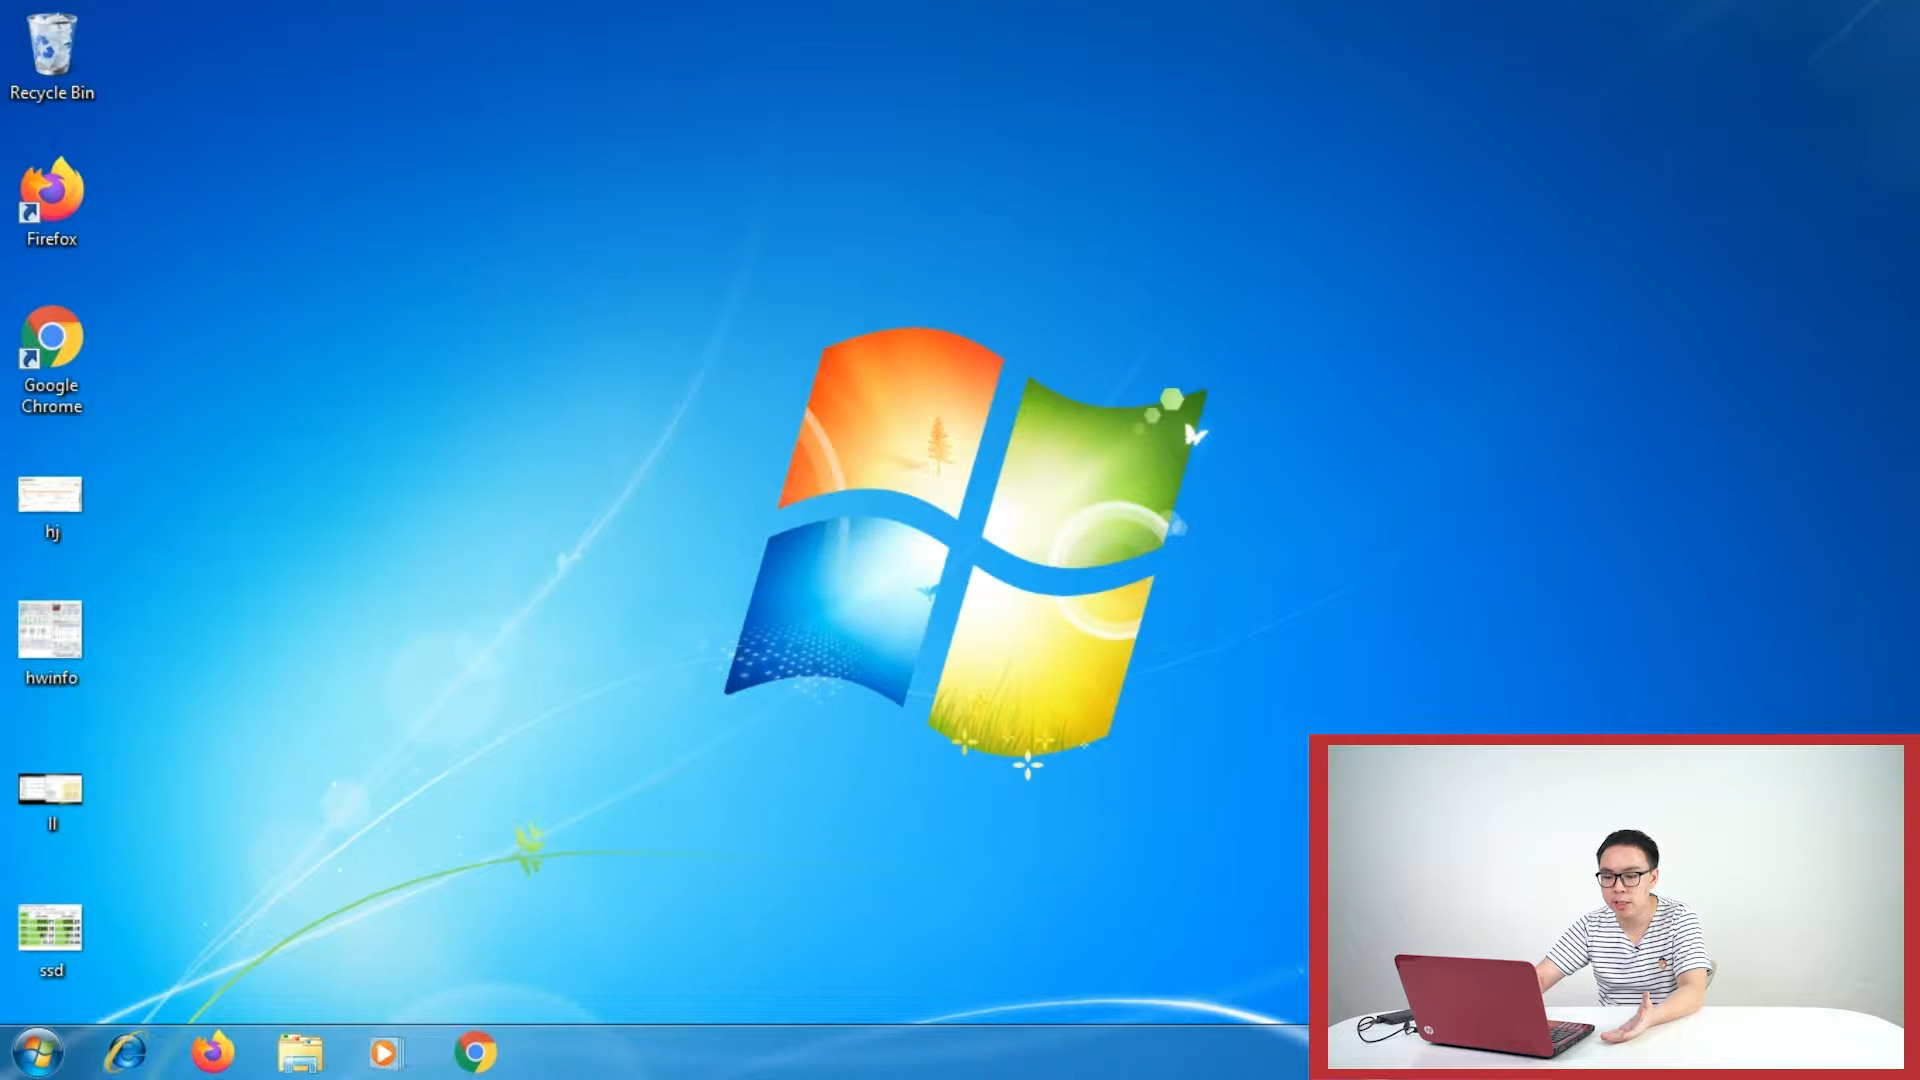 Recycle Bin
Firefox
Google
Chrome
hj
hwinfo
ll
ssd